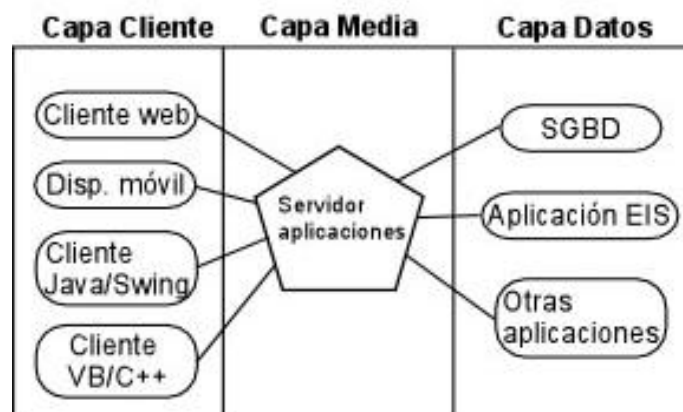 Capa Cliente
Capa Media
Capa Datos
Cliente web
Disp. móvil
Cliente
Java/Swing
Cliente
VB/C++
Servidor
aplicaciones
SGBD
Aplicación EIS
Otras
aplicaciones